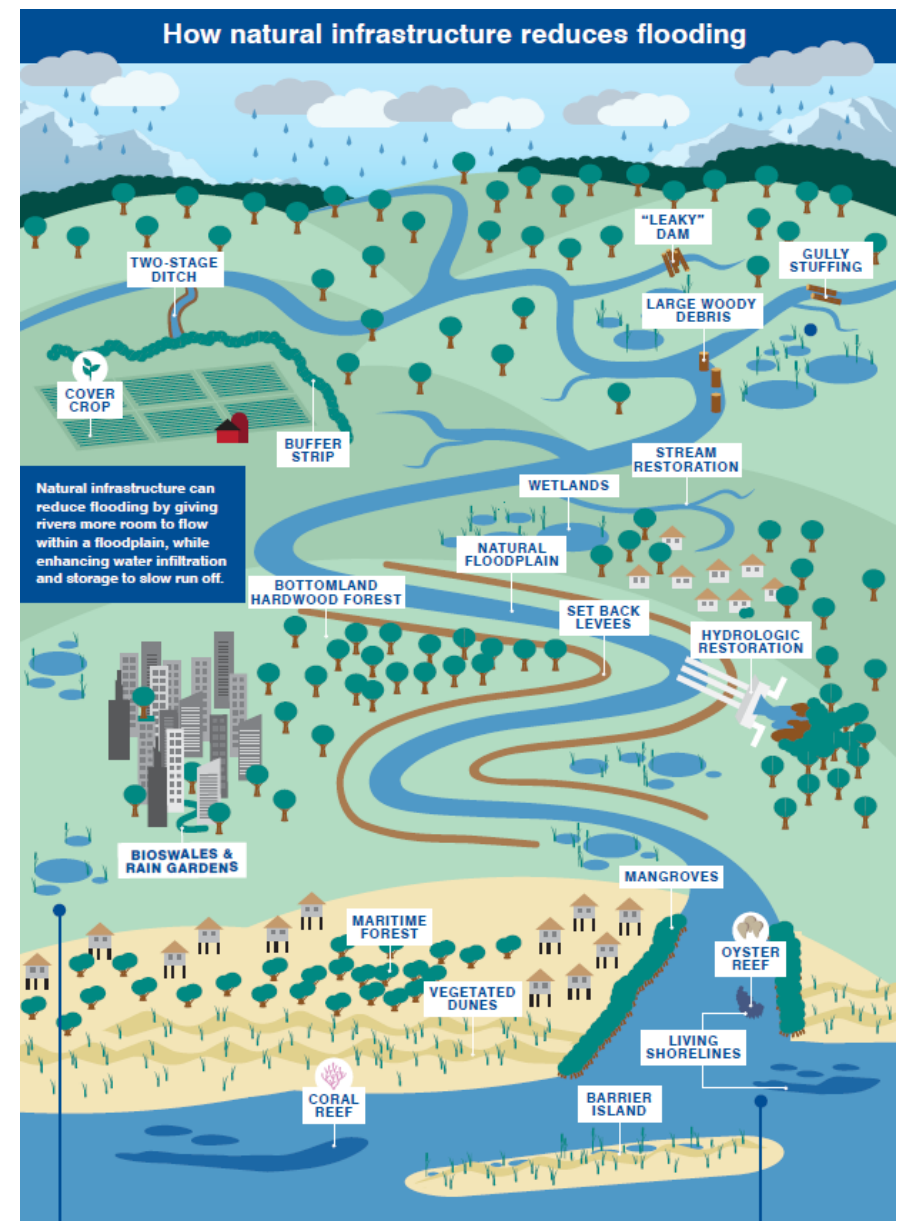 How natural infrastructure reduces flooding
"LEAKY"
DAM
GULLY
STUFFING
TWO-STAGE
DITCH
LARGE WOODY
DEBRIS
COVER
CROP
BUFFER
STRIP
STREAM
RESTORATION
WETLANDS
Natural infrastructure can
reduce flooding by giving
rivers more room to flow
within a floodplain, while
enhancing water infiltration
and storage to slow run off.
NATURAL
FLOODPLAIN
BOTTOMLAND
HARDWOOD FOREST
SET BACK
LEVEES
HYDROLOGIC
RESTORATION
BIOSWALES &
RAIN GARDENS
MANGROVES
MARITIME
FOREST
OYSTER
REEF
VEGETATED
DUNES
LIVING
SHORELINES
CORAL
REEF
BARRIER
ISLAND